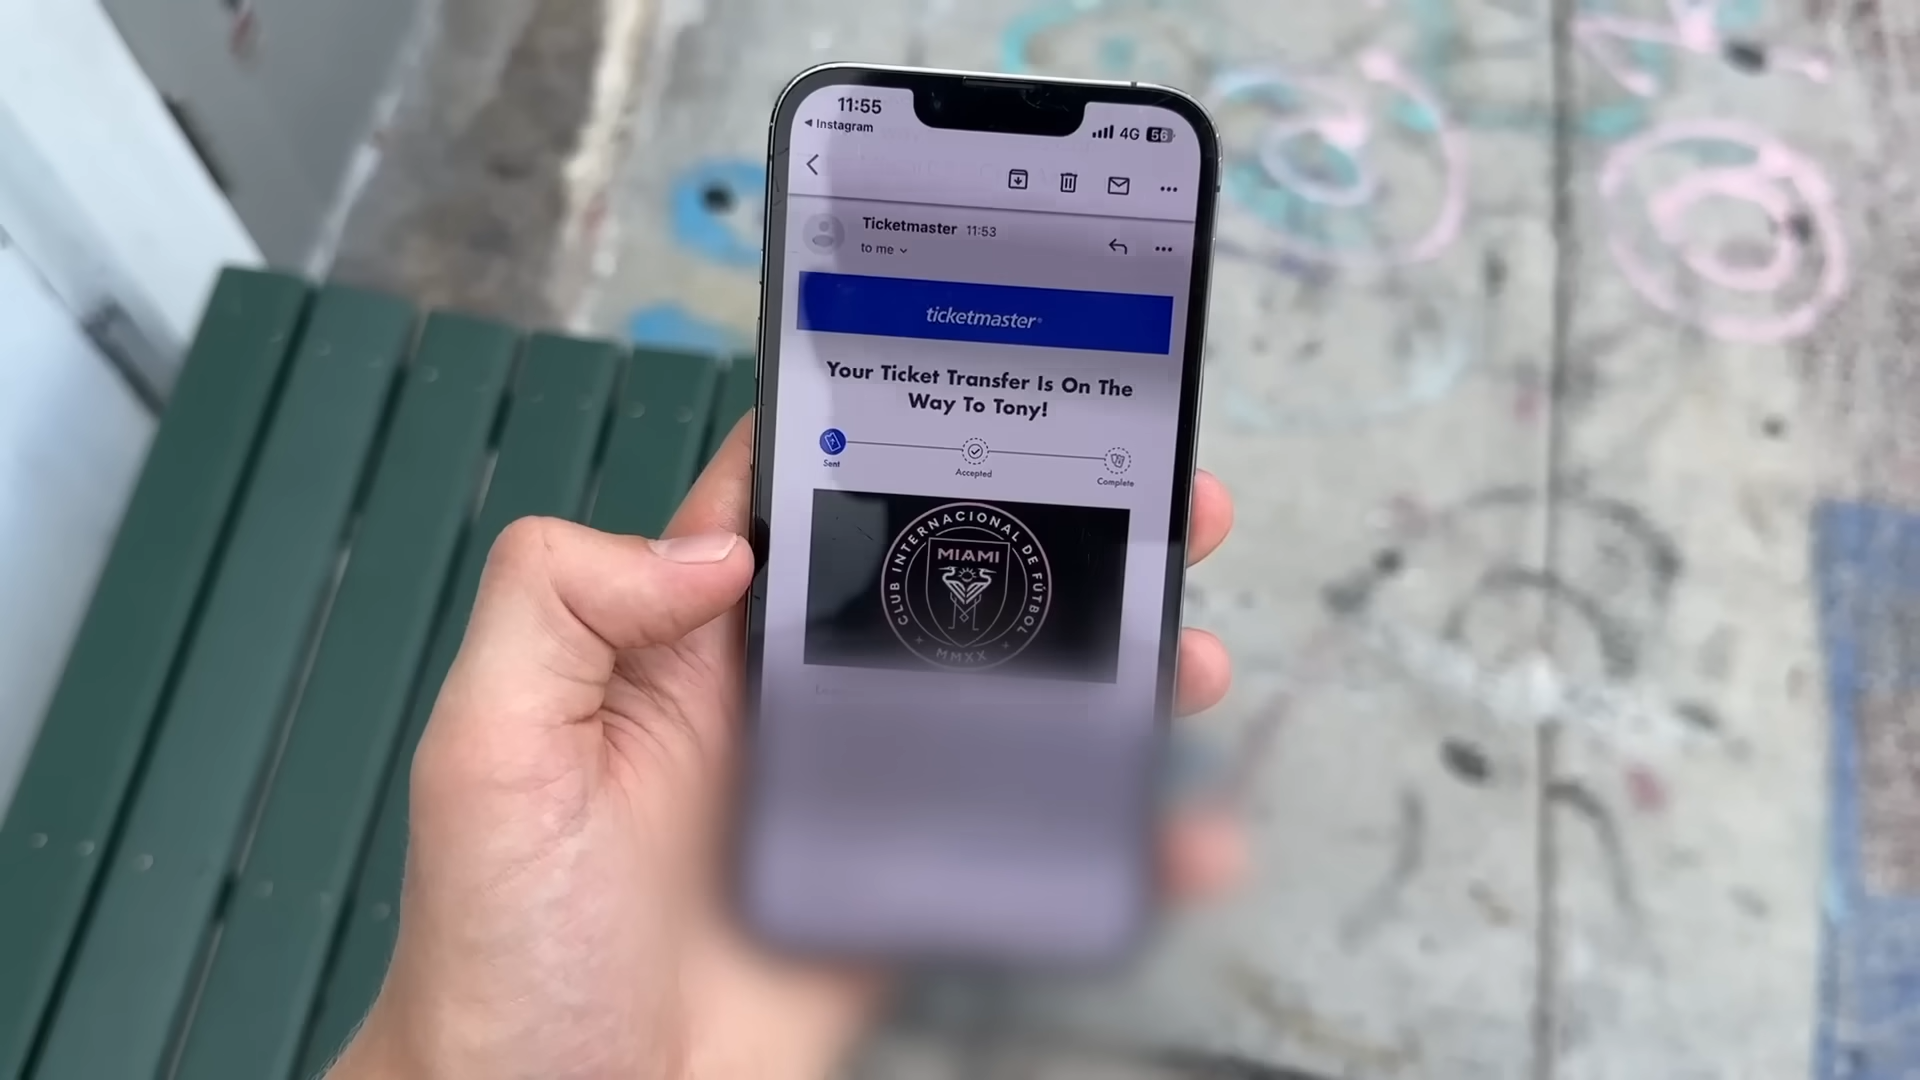 11:55
Instagram
4G 56
Ticketmaster 11:53
to me
ticketmaster
Your Ticket Transfer Is On The
Way To Tony!
Sent
Accepted
Complete
CLUB INTERNACIONAL DE FÚTBOL
MIAMI
MMXX